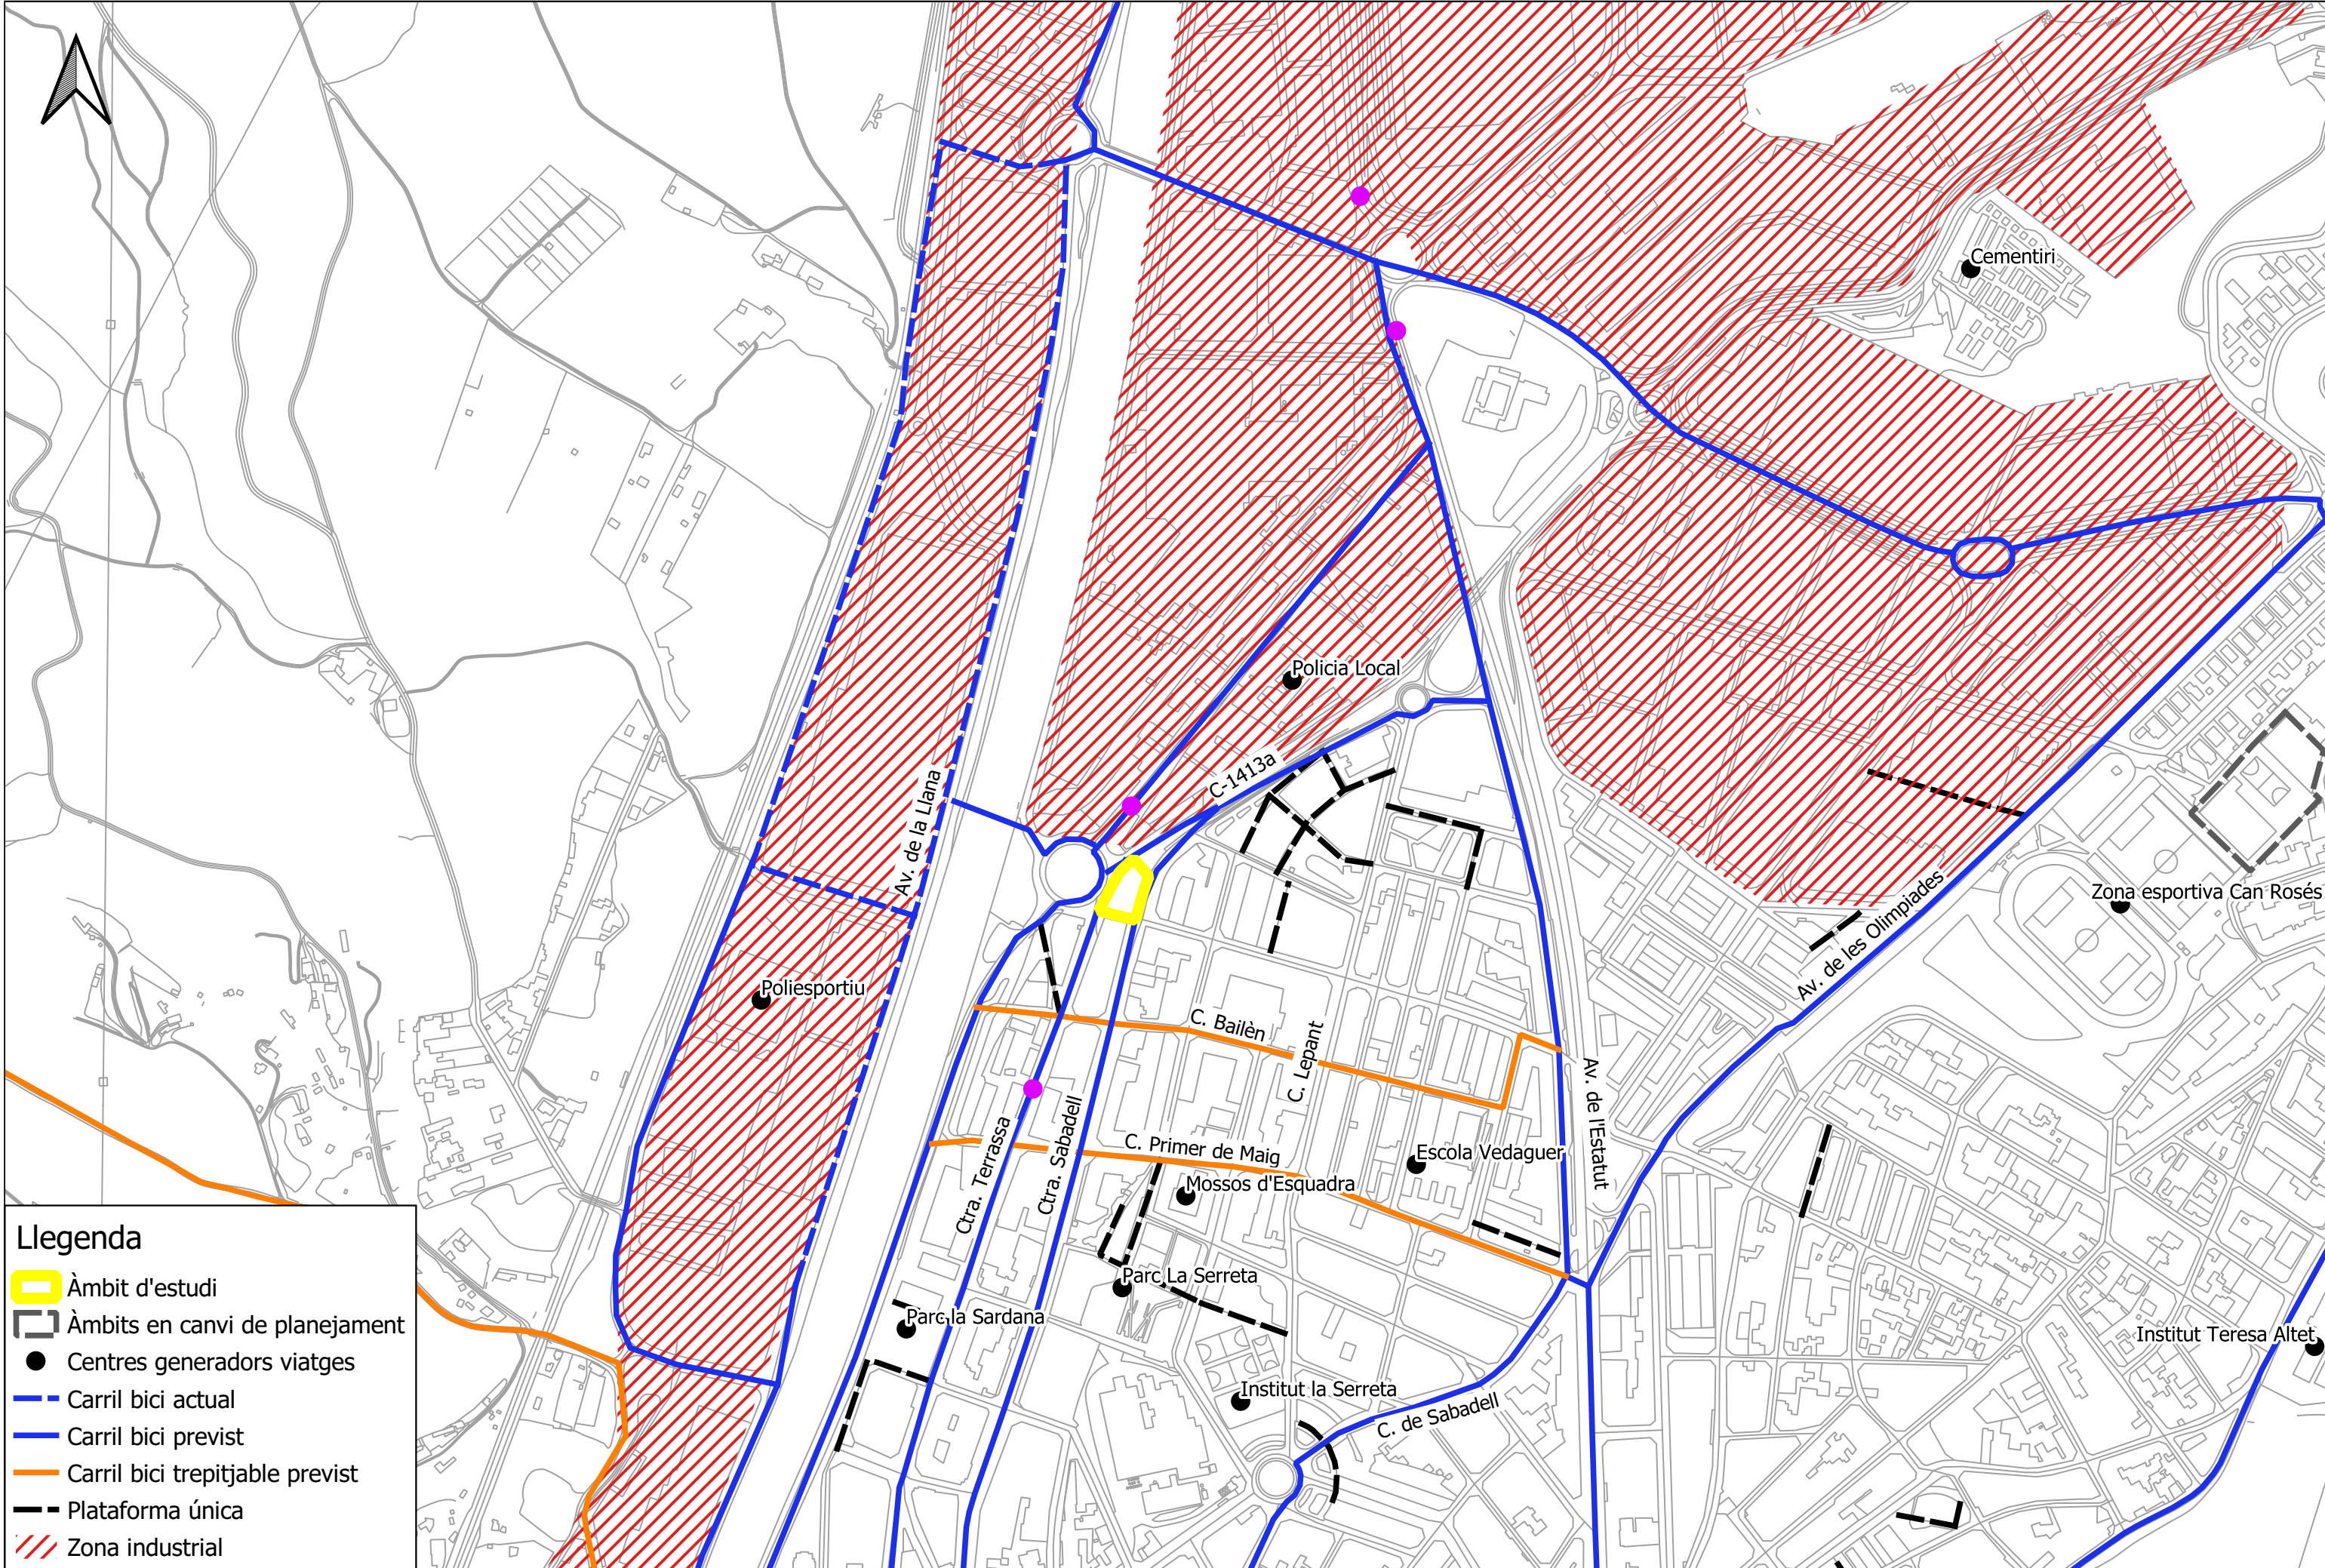 Cementiri
Policia Local
C-1413a
Av. de la Llana
Zona esportiva Can Rosés
Av. de les Olimpiades
Poliesportiu
C. Bailèn
C. Lepant
Av. de l'Estatut
Ctra. Terrassa
Ctra. Sabadell
C. Primer de Maig
Escola Vedaguer
Mossos d'Esquadra
Parc La Serreta
Parc la Sardana
Institut Teresa Altet
Institut la Serreta
C. de Sabadell
Llegenda
Àmbit d'estudi
Àmbits en canvi de planejament
Centres generadors viatges
Carril bici actual
Carril bici previst
Carril bici trepitjable previst
Plataforma única
Zona industrial